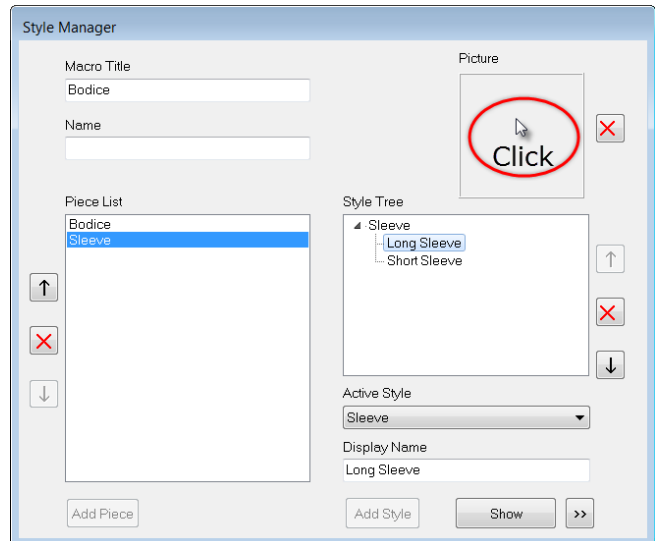 Style Manager
Macro Title
Picture
Bodice
Name
Click
Piece List
Style Tree
Bodice
Sleeve
Sleeve
Long Sleeve
Short Sleeve
Active Style
Sleeve
Display Name
Long Sleeve
Add Piece
Add Style
Show
>>